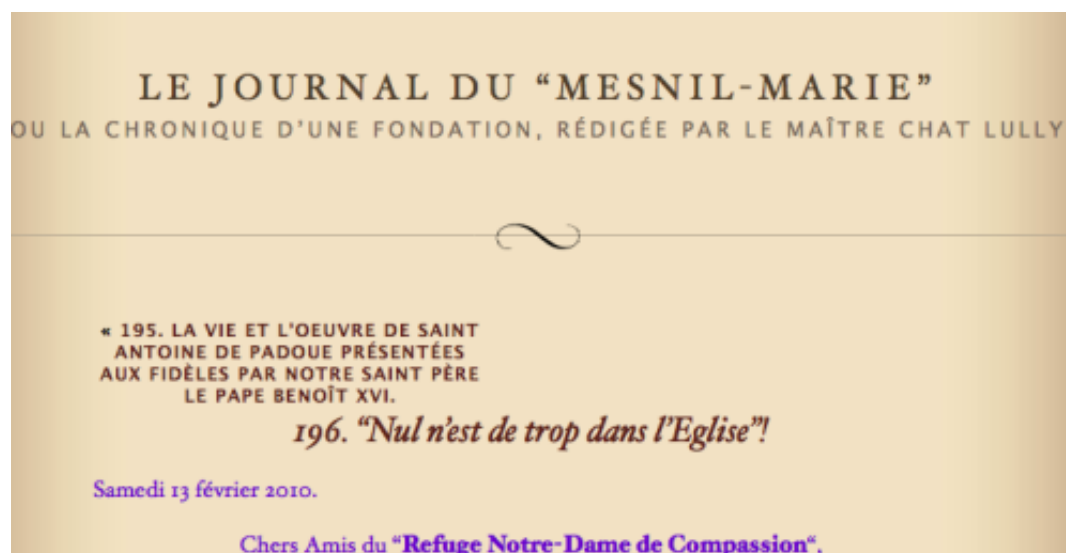 LE JOURNAL DU “MESNIL-MARIE”
OU LA CHRONIQUE D’UNE FONDATION, RÉDIGÉE PAR LE MAÎTRE CHAT LULLY
« 195. LA VIE ET L’OEUVRE DE SAINT
ANTOINE DE PADOUE PRÉSENTÉES
AUX FIDÈLES PAR NOTRE SAINT PÈRE
LE PAPE BENOÎT XVI.
196. “Nul n’est de trop dans l’Eglise”!
Samedi 13 février 2010.
Chers Amis du “Refuge Notre-Dame de Compassion“,